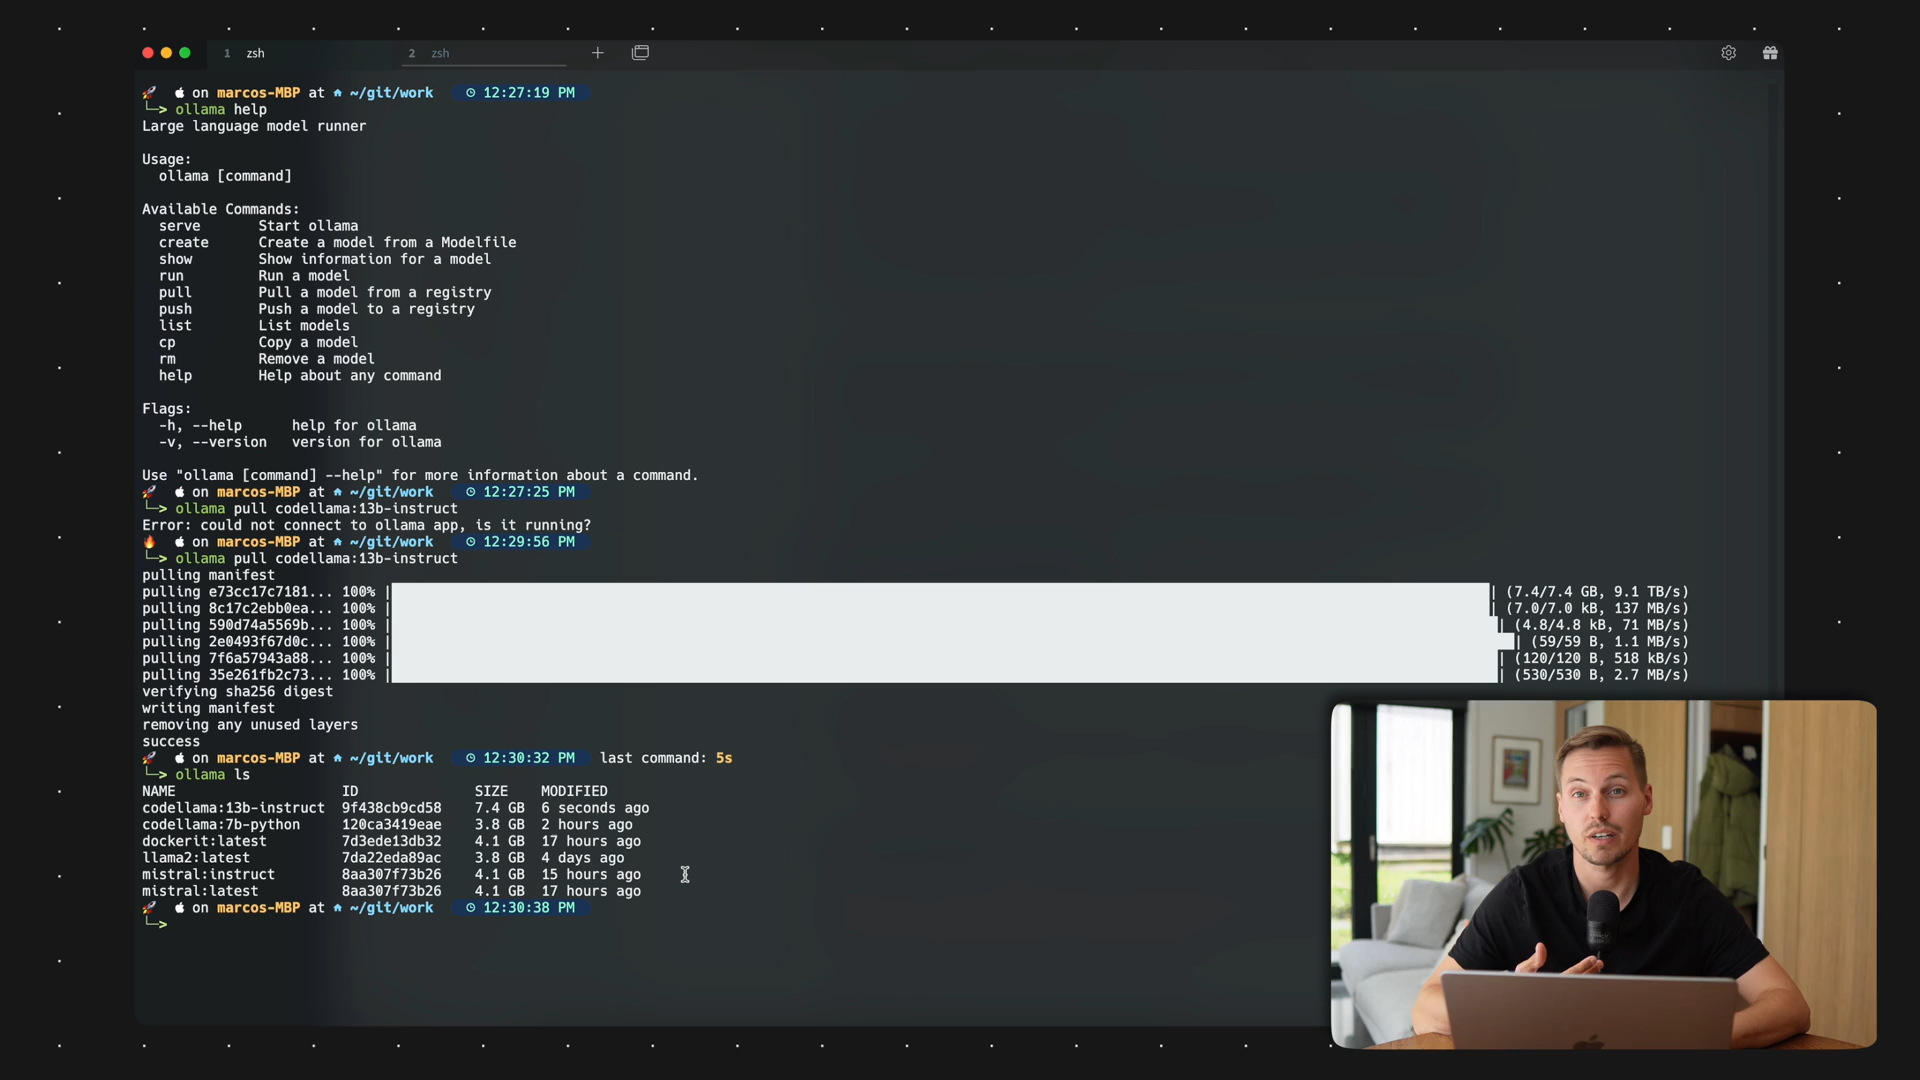 1 zsh 2 zsh
on marcos-MBP at ~/git/work 12:27:19 PM
└─> ollama help
Large language model runner
Usage:
ollama [command]
Available Commands:
serve Start ollama
create Create a model from a Modelfile
show Show information for a model
run Run a model
pull Pull a model from a registry
push Push a model to a registry
list List models
cp Copy a model
rm Remove a model
help Help about any command
Flags:
-h, --help help for ollama
-v, --version version for ollama
Use "ollama [command] --help" for more information about a command.
on marcos-MBP at ~/git/work 12:27:25 PM
└─> ollama pull codellama:13b-instruct
Error: could not connect to ollama app, is it running?
on marcos-MBP at ~/git/work 12:29:56 PM
└─> ollama pull codellama:13b-instruct
pulling manifest
pulling e73cc17c7181... 100% | | (7.4/7.4 GB, 9.1 TB/s)
pulling 8c17c2ebb0ea... 100% | | (7.0/7.0 kB, 137 MB/s)
pulling 590d74a5569b... 100% | | (4.8/4.8 kB, 71 MB/s)
pulling 2e0493f67d0c... 100% | | (59/59 B, 1.1 MB/s)
pulling 7f6a57943a88... 100% | | (120/120 B, 518 kB/s)
pulling 35e261fb2c73... 100% | | (530/530 B, 2.7 MB/s)
verifying sha256 digest
writing manifest
removing any unused layers
success
on marcos-MBP at ~/git/work 12:30:32 PM last command: 5s
└─> ollama ls
NAME ID SIZE MODIFIED
codellama:13b-instruct 9f438cb9cd58 7.4 GB 6 seconds ago
codellama:7b-python 120ca3419eae 3.8 GB 2 hours ago
dockerit:latest 7d3ede13db32 4.1 GB 17 hours ago
llama2:latest 7da22eda89ac 3.8 GB 4 days ago
mistral:instruct 8aa307f73b26 4.1 GB 15 hours ago
mistral:latest 8aa307f73b26 4.1 GB 17 hours ago
on marcos-MBP at ~/git/work 12:30:38 PM
└─>